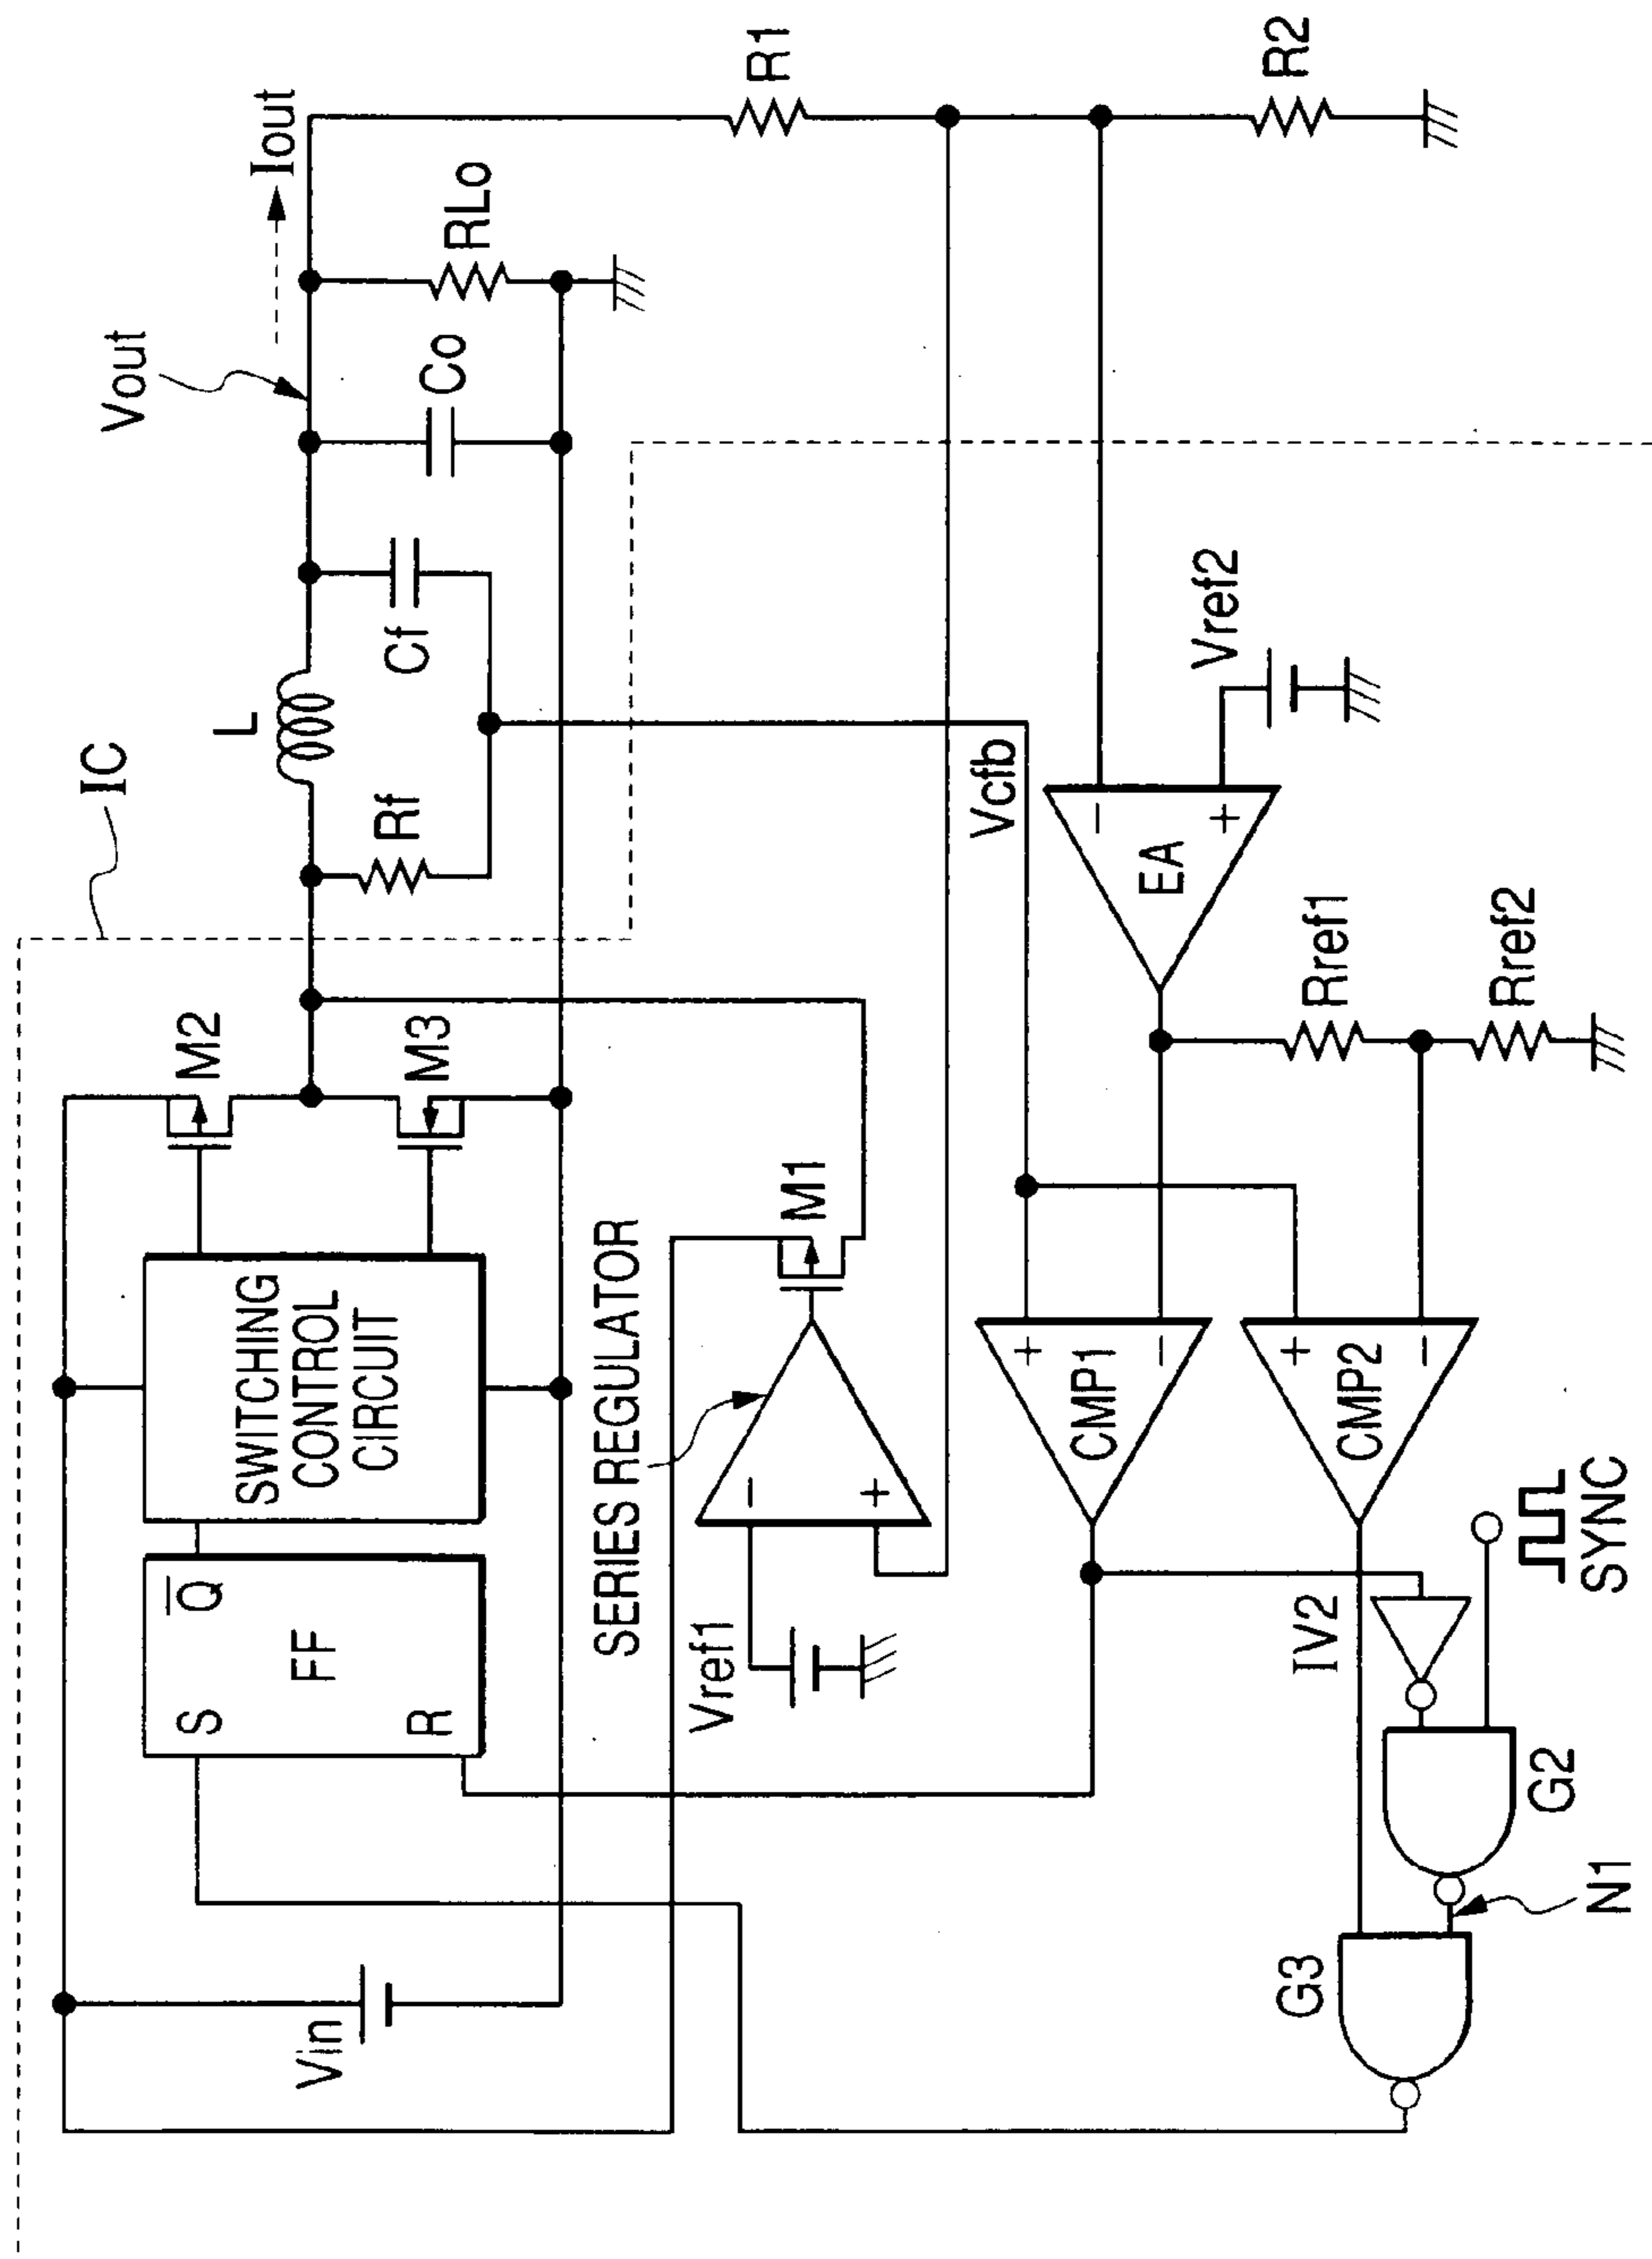 IC
Vout
Iout
L
Rf
Cf
Co
RLo
R1
R2
M2
M3
SWITCHING
CONTROL
CIRCUIT
S
Q̅
FF
R
Vin
SERIES REGULATOR
M1
Vref1
−
+
Vcfb
EA
−
+
Vref2
Rref1
Rref2
+
CMP1
−
+
CMP2
−
IV2
SYNC
G2
N1
G3